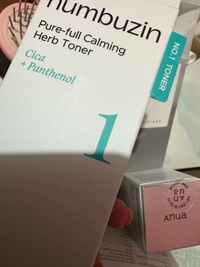 numbuzin
Pure-full Calming
Herb Toner
Cica
+ Panthenol
1
NO.1 TONER
Anua